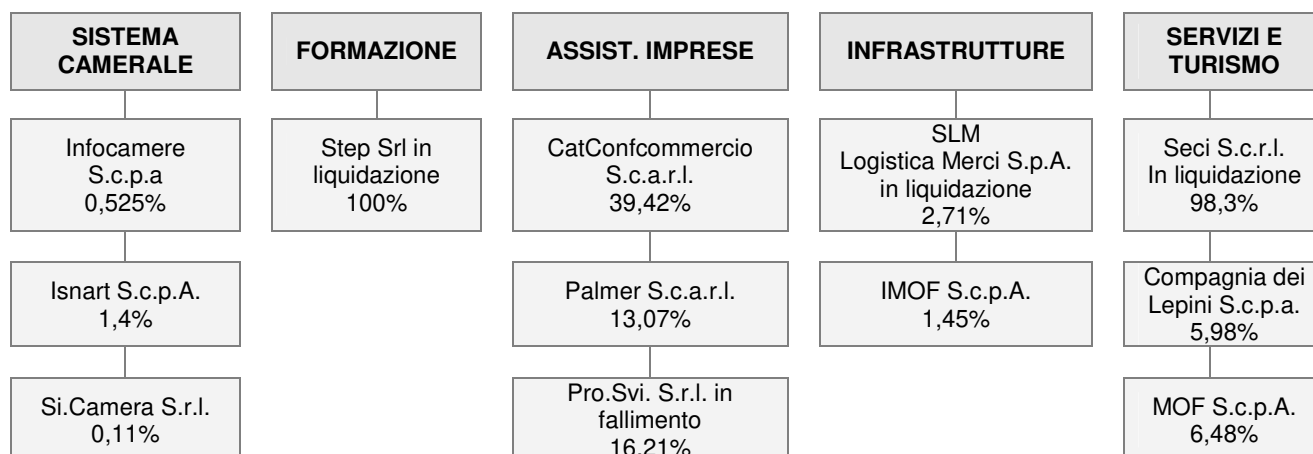 SISTEMA
CAMERALE
FORMAZIONE
ASSIST. IMPRESE
INFRASTRUTTURE
SERVIZI E
TURISMO
Infocamere
S.c.p.a
0,525%
Step Srl in
liquidazione
100%
CatConfcommercio
S.c.a.r.l.
39,42%
SLM
Logistica Merci S.p.A.
in liquidazione
2,71%
Seci S.c.r.l.
In liquidazione
98,3%
Isnart S.c.p.A.
1,4%
Palmer S.c.a.r.l.
13,07%
IMOF S.c.p.A.
1,45%
Compagnia dei
Lepini S.c.p.a.
5,98%
Si.Camera S.r.l.
0,11%
Pro.Svi. S.r.l. in
fallimento
16,21%
MOF S.c.p.A.
6,48%